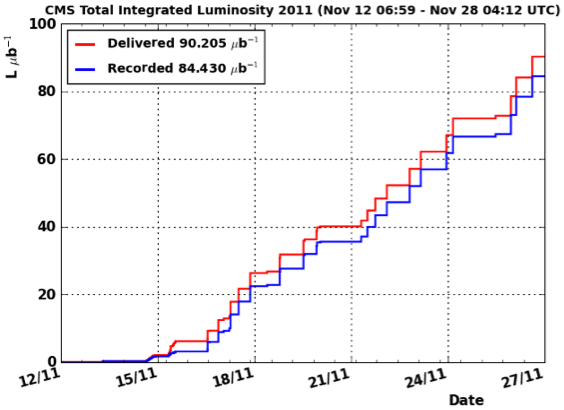 CMS Total Integrated Luminosity 2011 (Nov 12 06:59 - Nov 28 04:12 UTC)
Delivered 90.205 μb⁻¹
Recorded 84.430 μb⁻¹
L μb⁻¹
100
80
60
40
20
0
12/11 15/11 18/11 21/11 24/11 27/11
Date